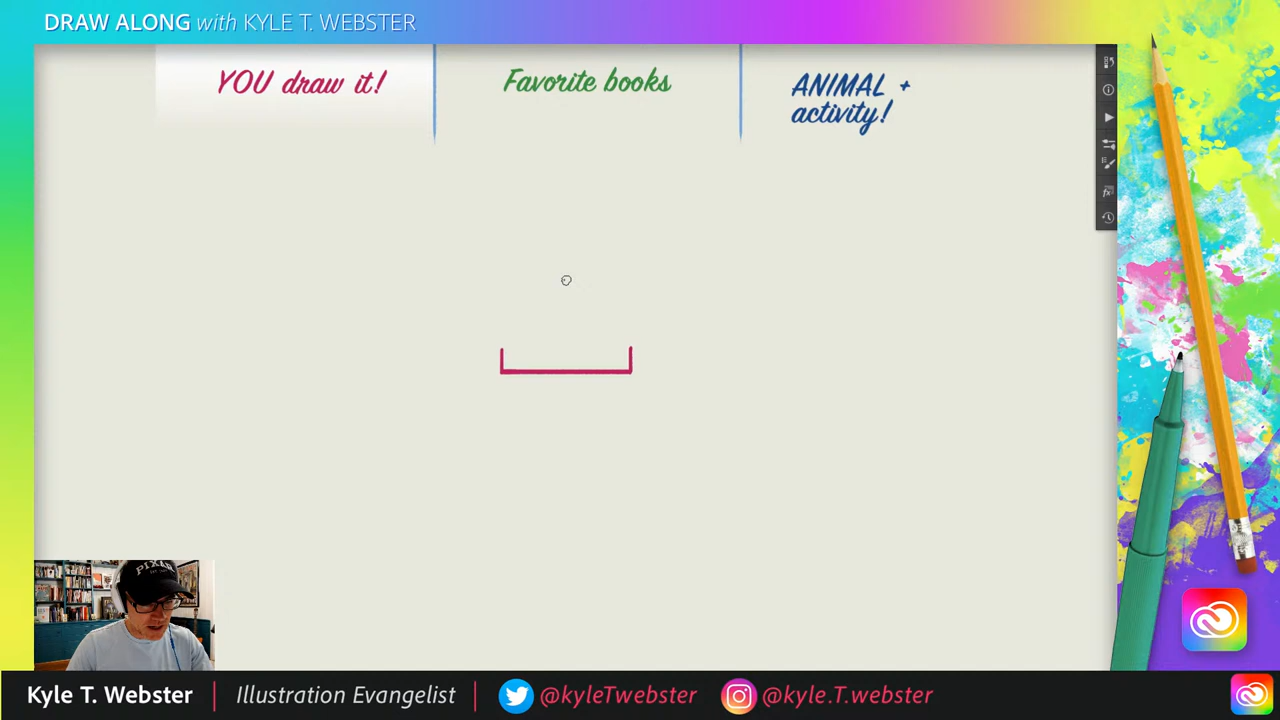 DRAW ALONG with KYLE T. WEBSTER
YOU draw it!
Favorite books
ANIMAL +
activity!
PIXAR
Kyle T. Webster | Illustration Evangelist | @kyleTwebster @kyle.T.webster